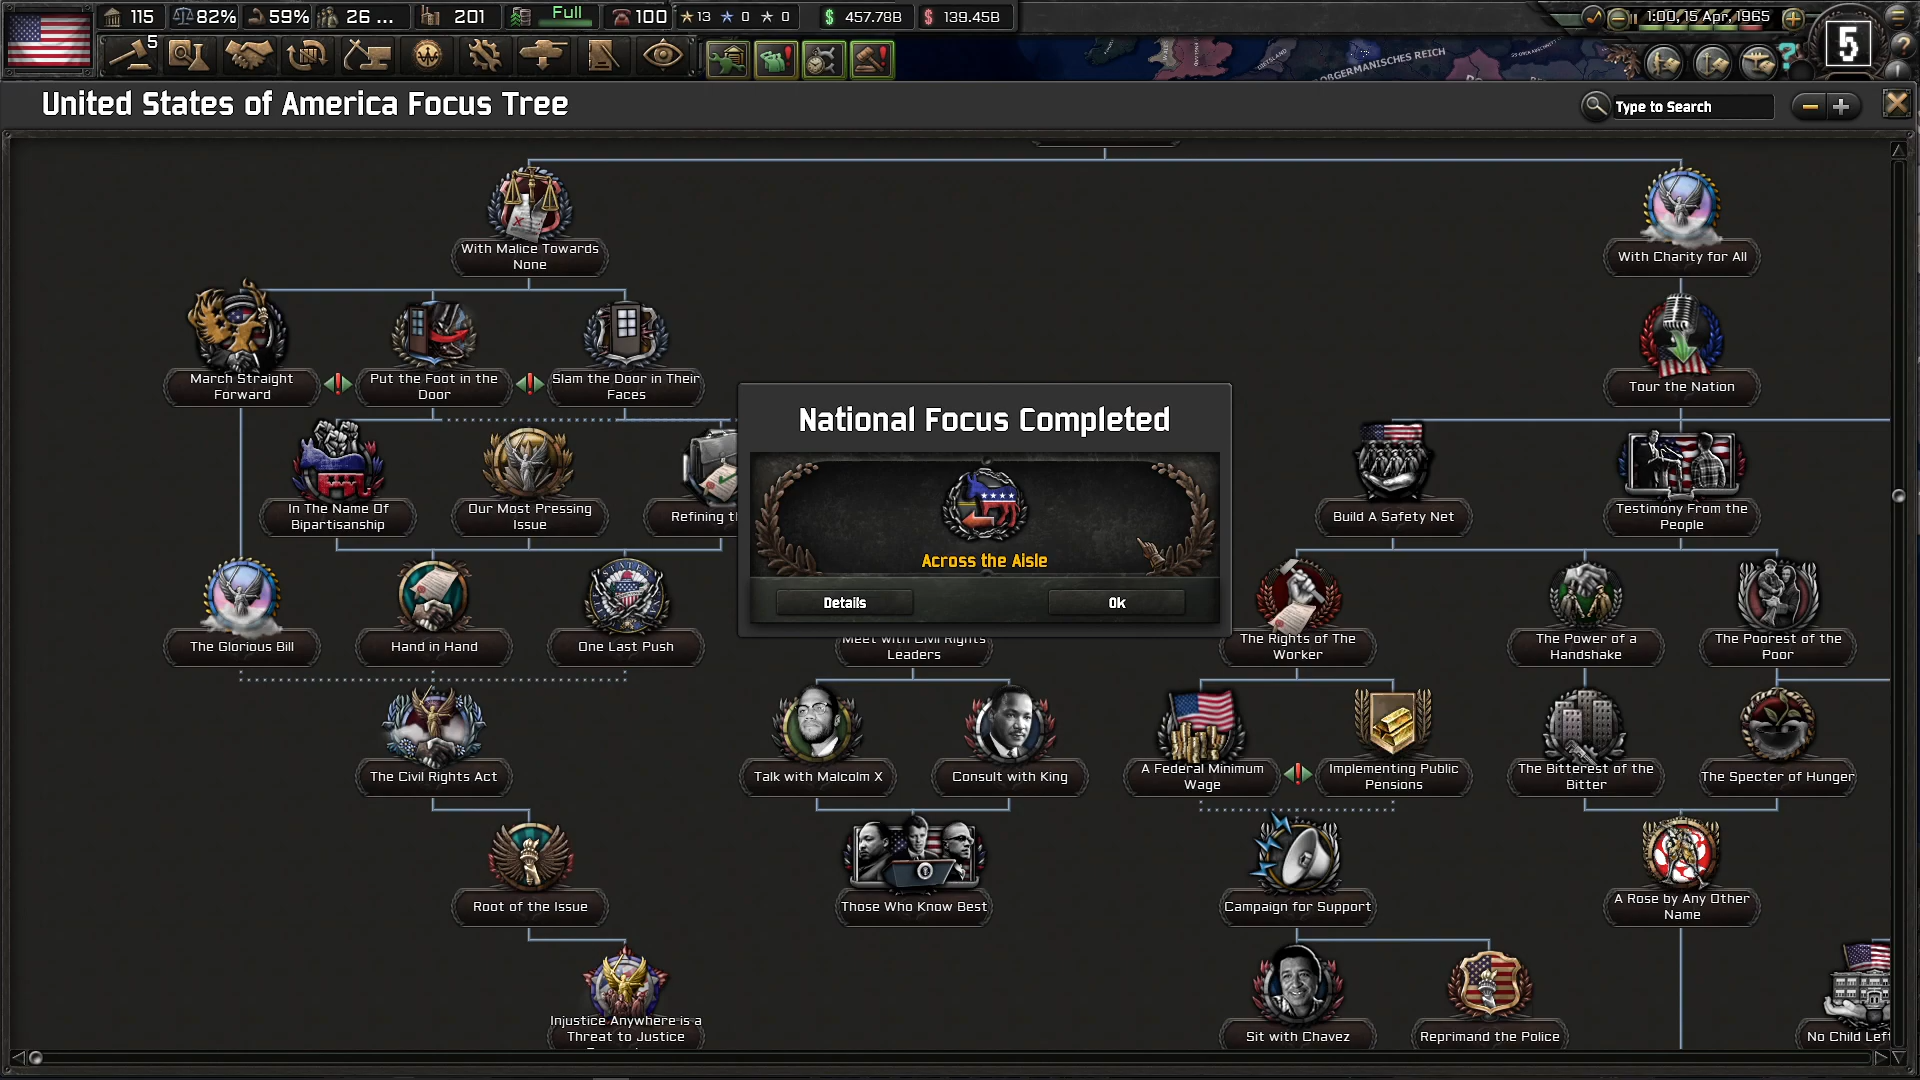 115
82%
59%
26 ...
201
Full
100
13
0
0
457.78B
139.45B
1:00, 15 Apr, 1965
5
5
OßGERMANISCHES REICH
United States of America Focus Tree
Type to Search
With Malice Towards
None
With Charity for All
March Straight
Forward
Put the Foot in the
Door
Slam the Door in Their
Faces
Tour the Nation
National Focus Completed
Across the Aisle
Details
Ok
In The Name Of
Bipartisanship
Our Most Pressing
Issue
Refining th
Build A Safety Net
Testimony From the
People
The Glorious Bill
Hand in Hand
One Last Push
Meet with Civil Rights
Leaders
The Rights of The
Worker
The Power of a
Handshake
The Poorest of the
Poor
The Civil Rights Act
Talk with Malcolm X
Consult with King
A Federal Minimum
Wage
Implementing Public
Pensions
The Bitterest of the
Bitter
The Specter of Hunger
Root of the Issue
Those Who Know Best
Campaign for Support
A Rose by Any Other
Name
Injustice Anywhere is a
Threat to Justice
Sit with Chavez
Reprimand the Police
No Child Left